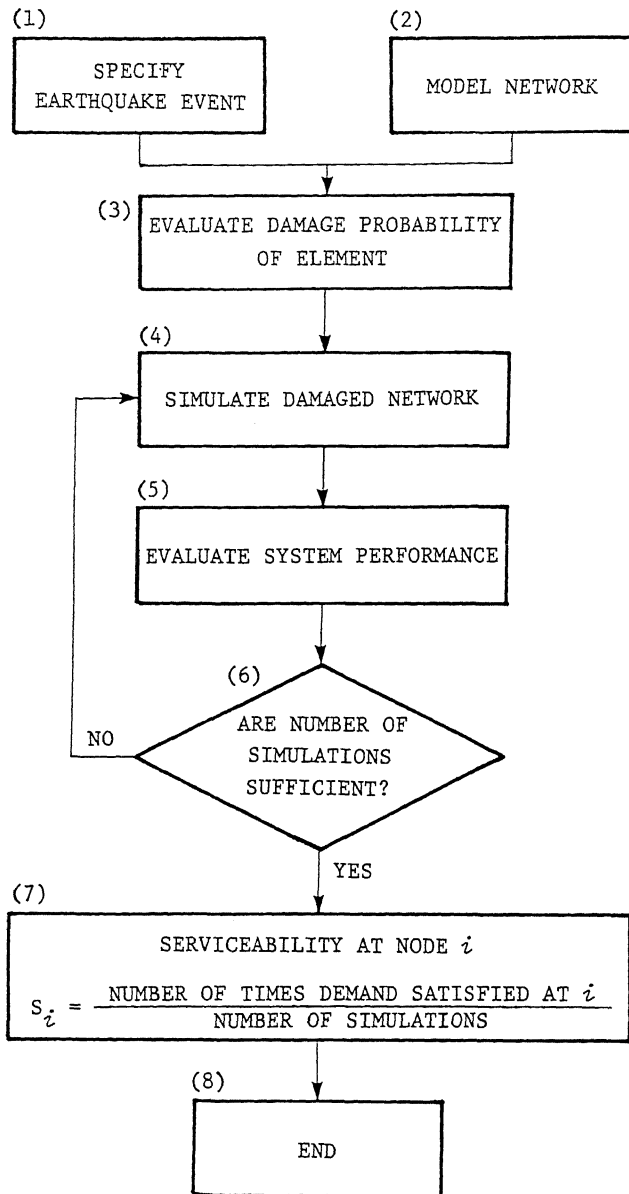 (1)
SPECIFY
EARTHQUAKE EVENT
(2)
MODEL NETWORK
(3)
EVALUATE DAMAGE PROBABILITY
OF ELEMENT
(4)
SIMULATE DAMAGED NETWORK
(5)
EVALUATE SYSTEM PERFORMANCE
(6)
ARE NUMBER OF
SIMULATIONS
SUFFICIENT?
NO
YES
(7)
SERVICEABILITY AT NODE i
S_i = NUMBER OF TIMES DEMAND SATISFIED AT i
NUMBER OF SIMULATIONS
(8)
END